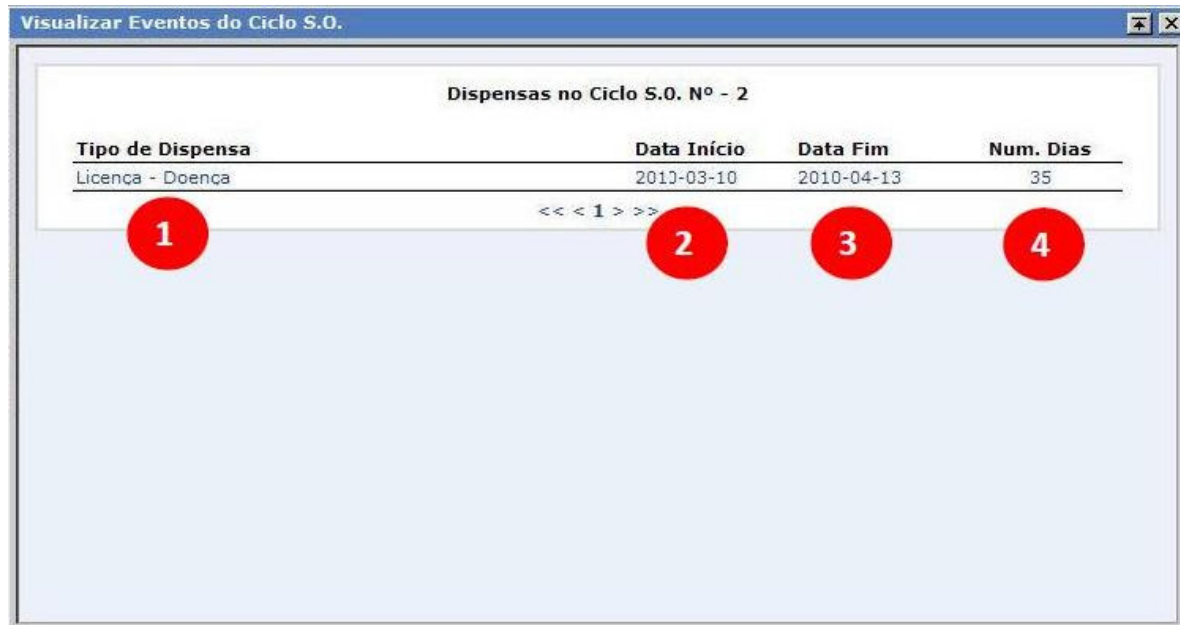 Visualizar Eventos do Ciclo S.O.
Dispensas no Ciclo S.O. Nº - 2
Tipo de Dispensa Data Início Data Fim Num. Dias
Licença - Doença 2010-03-10 2010-04-13 35
<< < 1 > >>
1 2 3 4